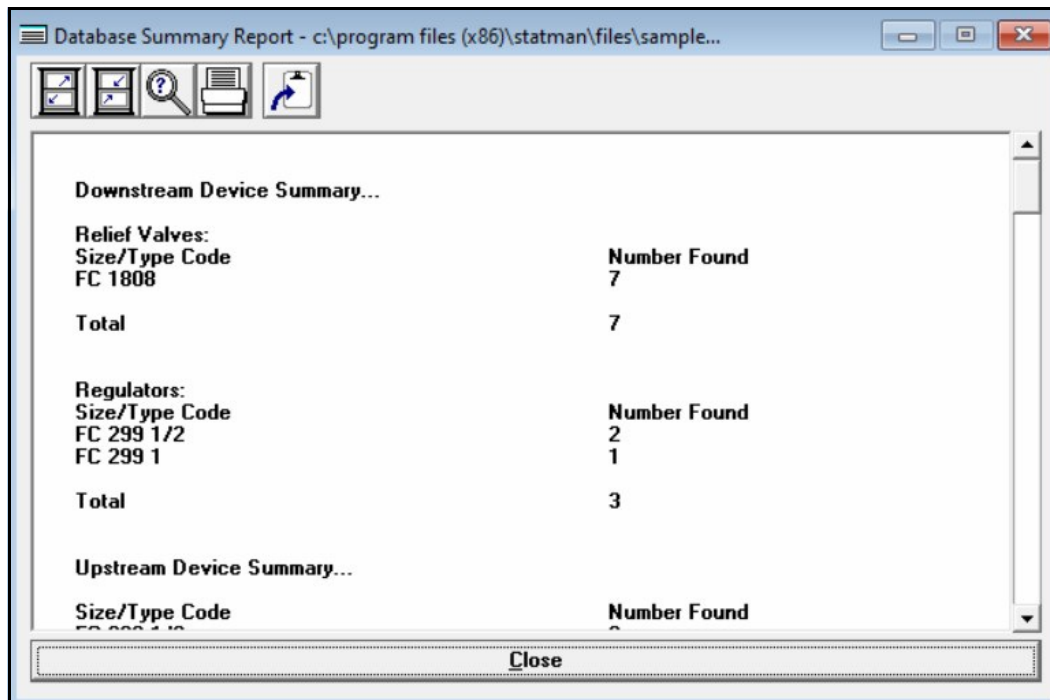 Database Summary Report - c:\program files (x86)\statman\files\sample...
Downstream Device Summary...
Relief Valves:
Size/Type Code Number Found
FC 1808 7
Total 7
Regulators:
Size/Type Code Number Found
FC 299 1/2 2
FC 299 1 1
Total 3
Upstream Device Summary...
Size/Type Code Number Found
Close